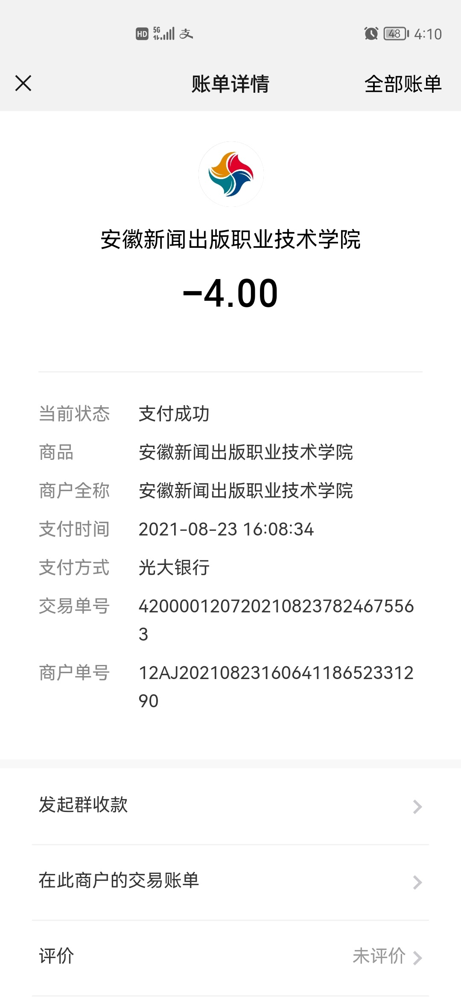 HD 5G 支 48 4:10
账单详情 全部账单
安徽新闻出版职业技术学院
-4.00
当前状态 支付成功
商品 安徽新闻出版职业技术学院
商户全称 安徽新闻出版职业技术学院
支付时间 2021-08-23 16:08:34
支付方式 光大银行
交易单号 420000120720210823782467556
3
商户单号 12AJ20210823160641186523312
90
发起群收款
在此商户的交易账单
评价 未评价